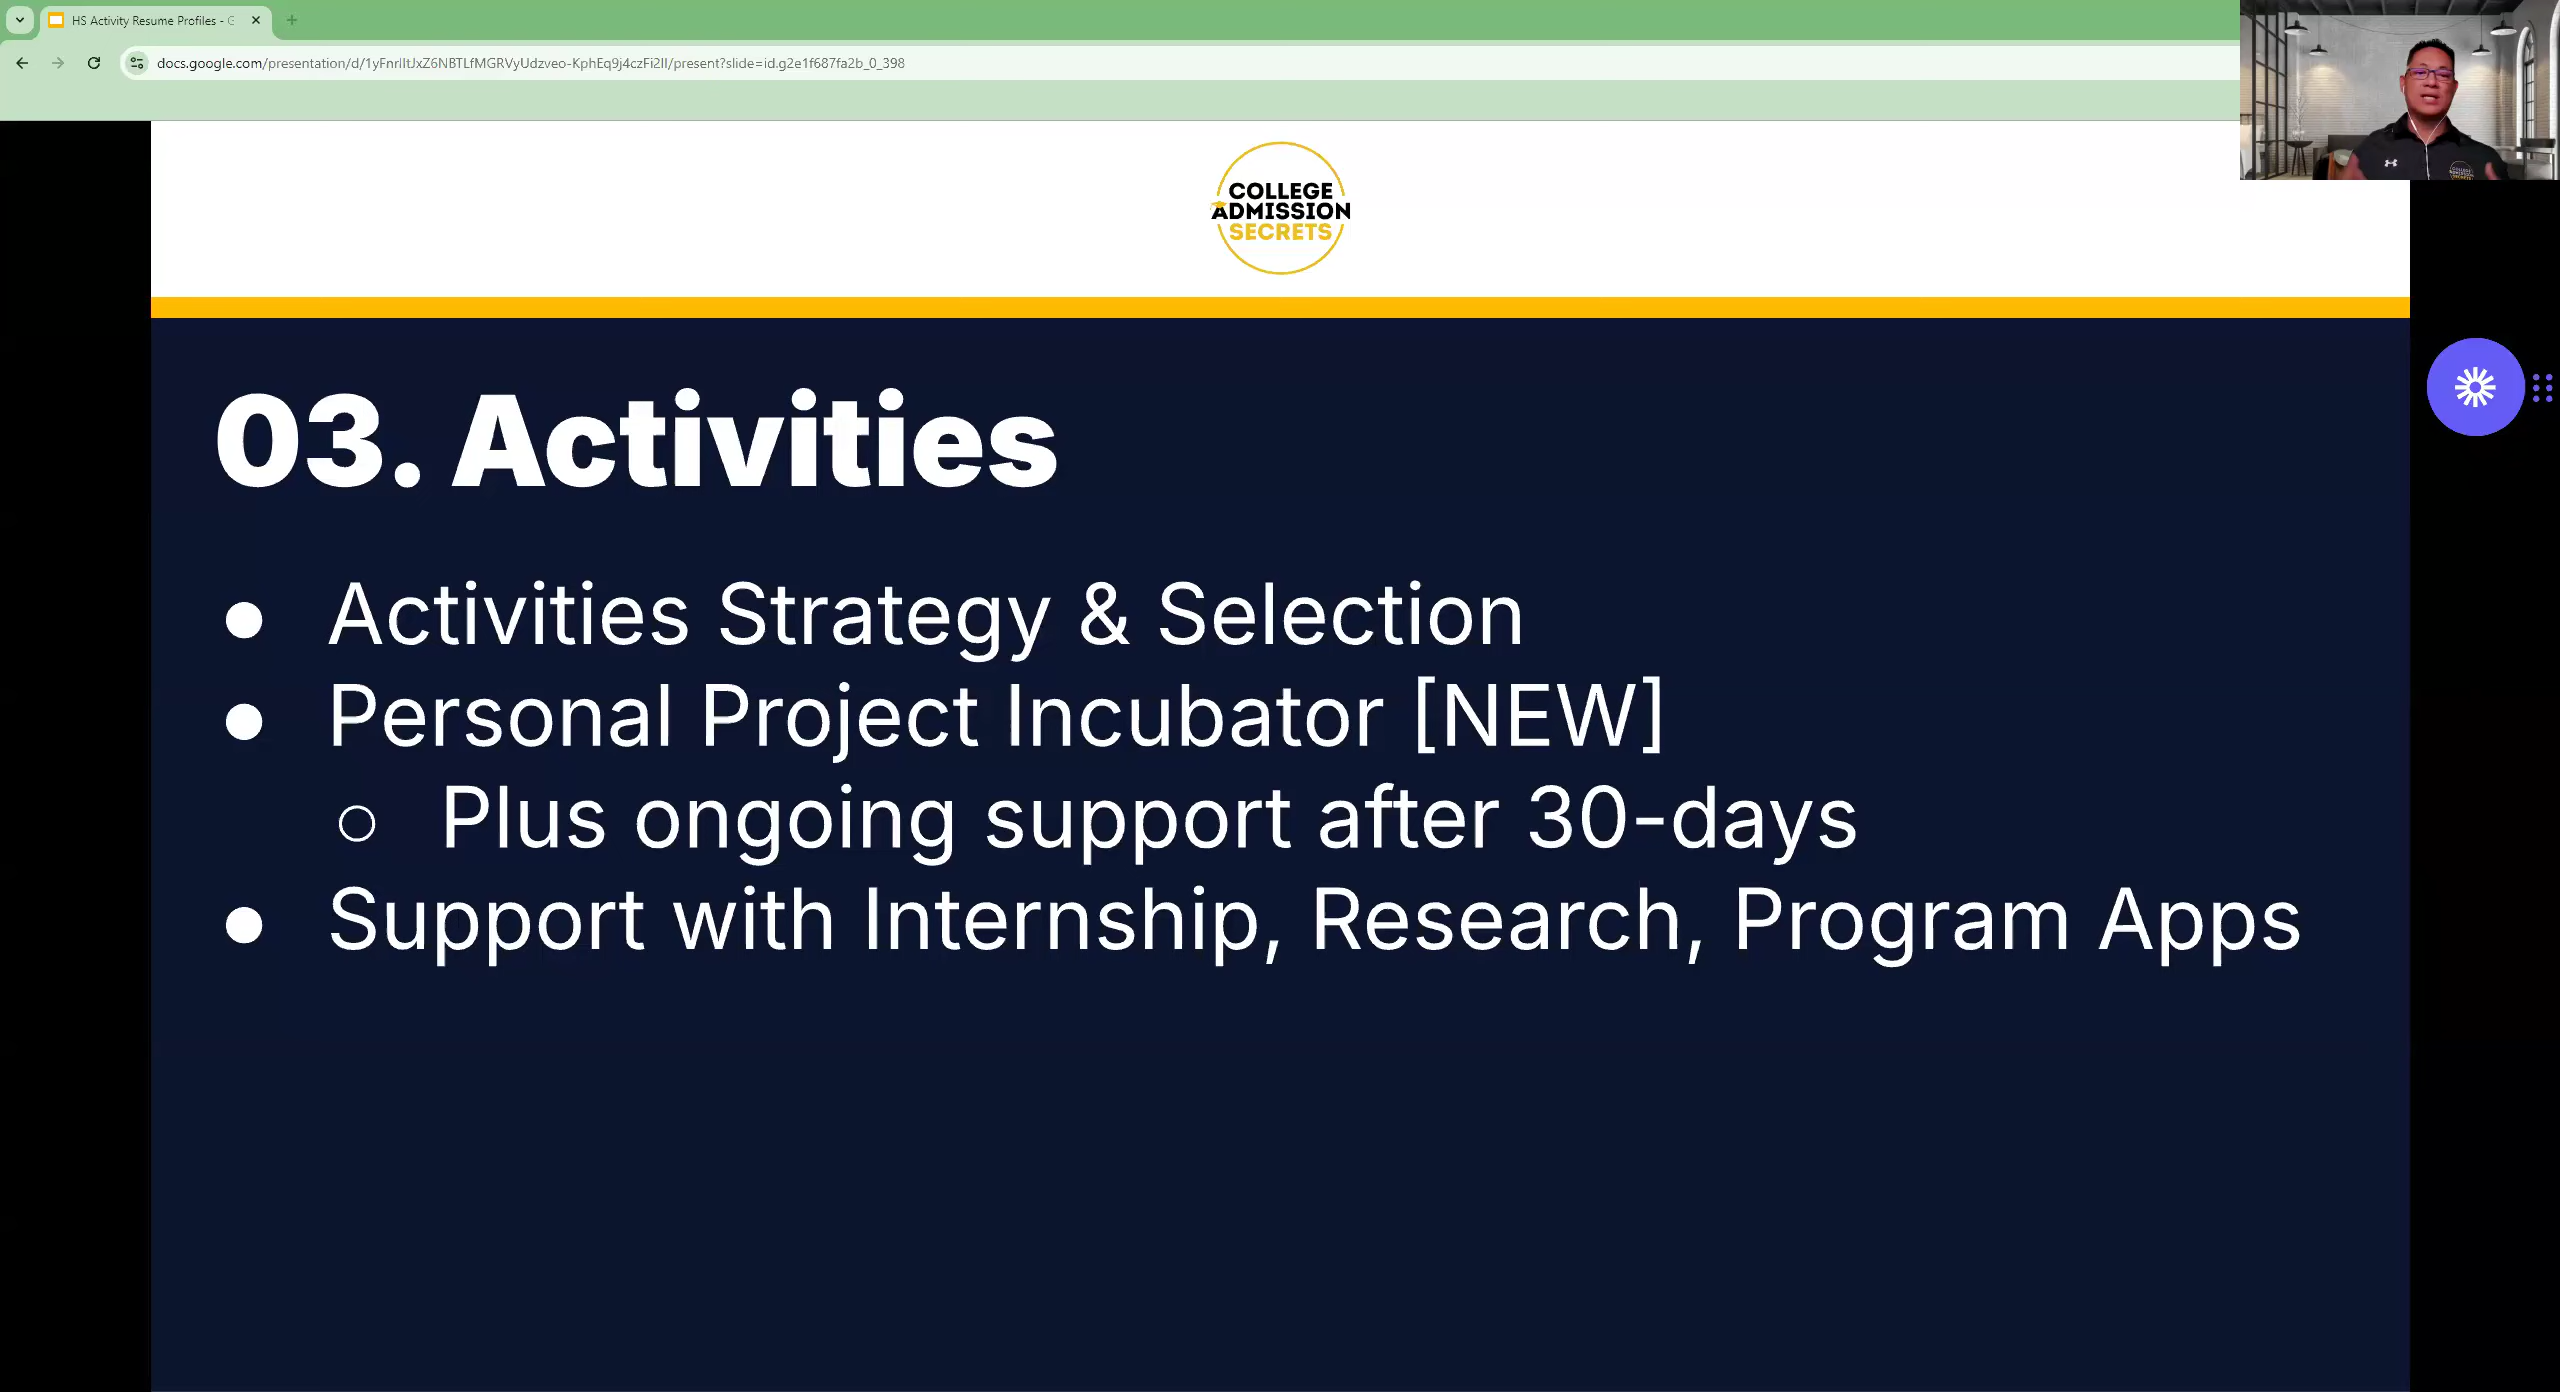 HS Activity Resume Profiles - G
docs.google.com/presentation/d/1yFnrlItJxZ6NBTLfMGRVyUdzveo-KphEq9j4czFi2lI/present?slide=id.g2e1f687fa2b_0_398
COLLEGE
ADMISSION
SECRETS
03. Activities
● Activities Strategy & Selection
● Personal Project Incubator [NEW]
○ Plus ongoing support after 30-days
● Support with Internship, Research, Program Apps